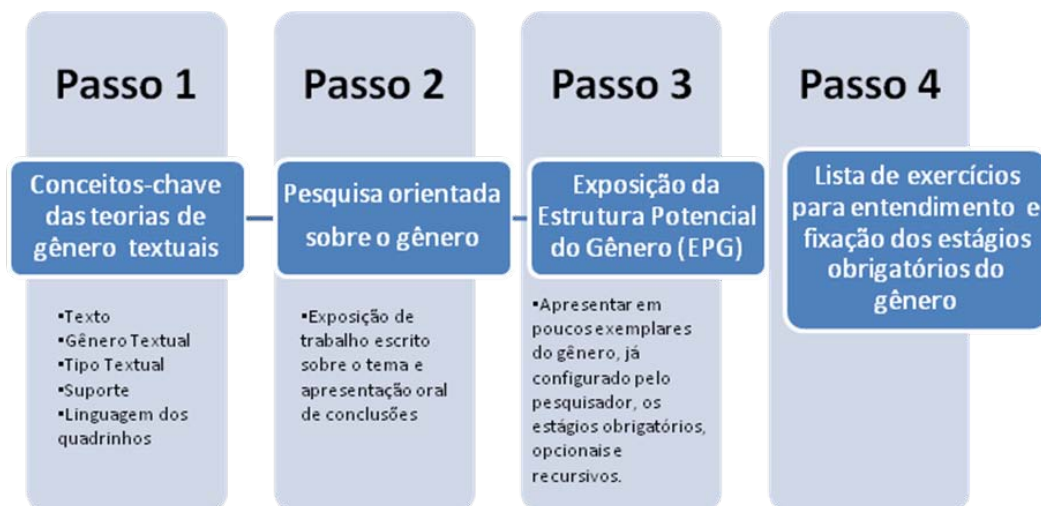 Passo 1
Conceitos-chave
das teorias de
gênero textuais
▪Texto
▪Gênero Textual
▪Tipo Textual
▪Suporte
▪Linguagem dos
quadrinhos
Passo 2
Pesquisa orientada
sobre o gênero
▪Exposição de
trabalho escrito
sobre o tema e
apresentação oral
de conclusões
Passo 3
Exposição da
Estrutura Potencial
do Gênero (EPG)
▪Apresentar em
poucos exemplares
do gênero, já
configurado pelo
pesquisador, os
estágios obrigatórios,
opcionais e
recursivos.
Passo 4
Lista de exercícios
para entendimento e
fixação dos estágios
obrigatórios do
gênero